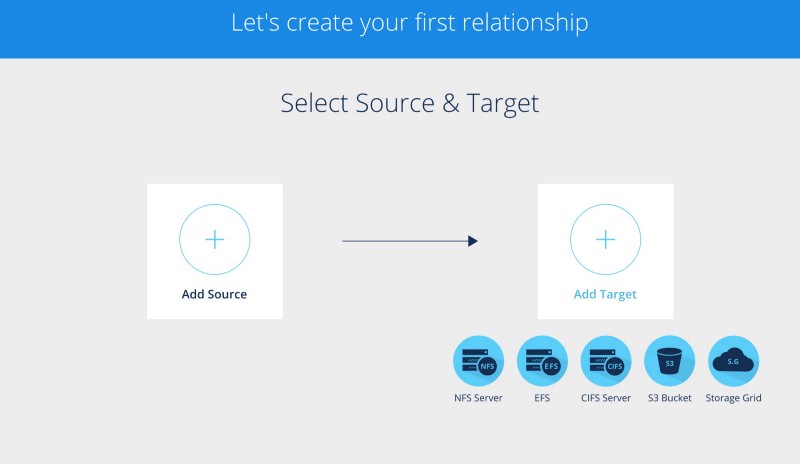 Let's create your first relationship
Select Source & Target
Add Source
Add Target
NFS
EFS
CIFS
S3
S.G
NFS Server
EFS
CIFS Server
S3 Bucket
Storage Grid